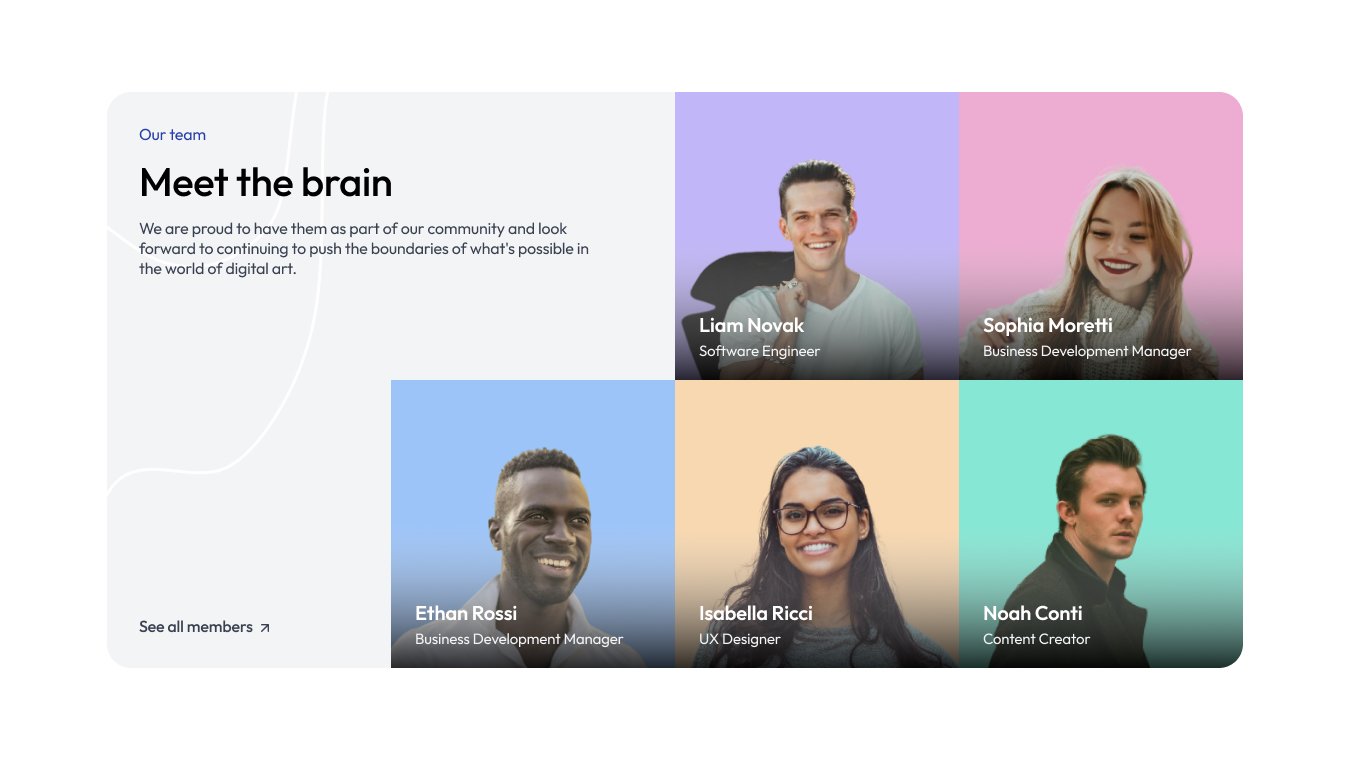 Our team
Meet the brain
We are proud to have them as part of our community and look
forward to continuing to push the boundaries of what's possible in
the world of digital art.
Liam Novak
Software Engineer
Sophia Moretti
Business Development Manager
Ethan Rossi
Business Development Manager
Isabella Ricci
UX Designer
Noah Conti
Content Creator
See all members